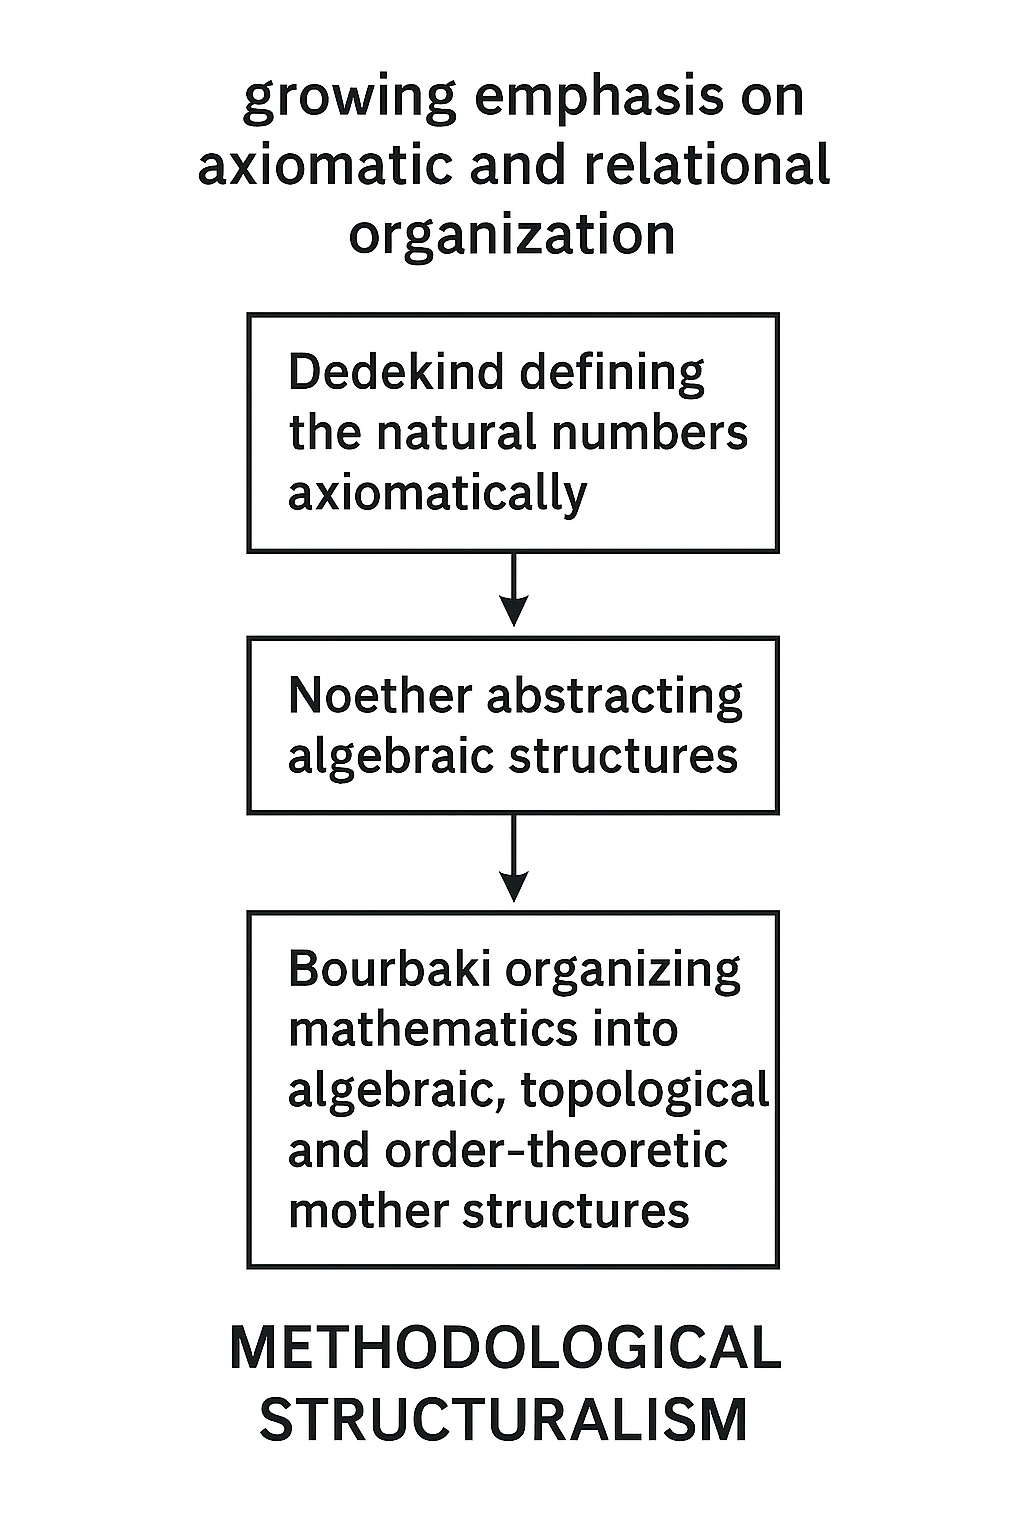 growing emphasis on
axiomatic and relational
organization
Dedekind defining
the natural numbers
axiomatically
Noether abstracting
algebraic structures
Bourbaki organizing
mathematics into
algebraic, topological
and order-theoretic
mother structures
METHODOLOGICAL
STRUCTURALISM